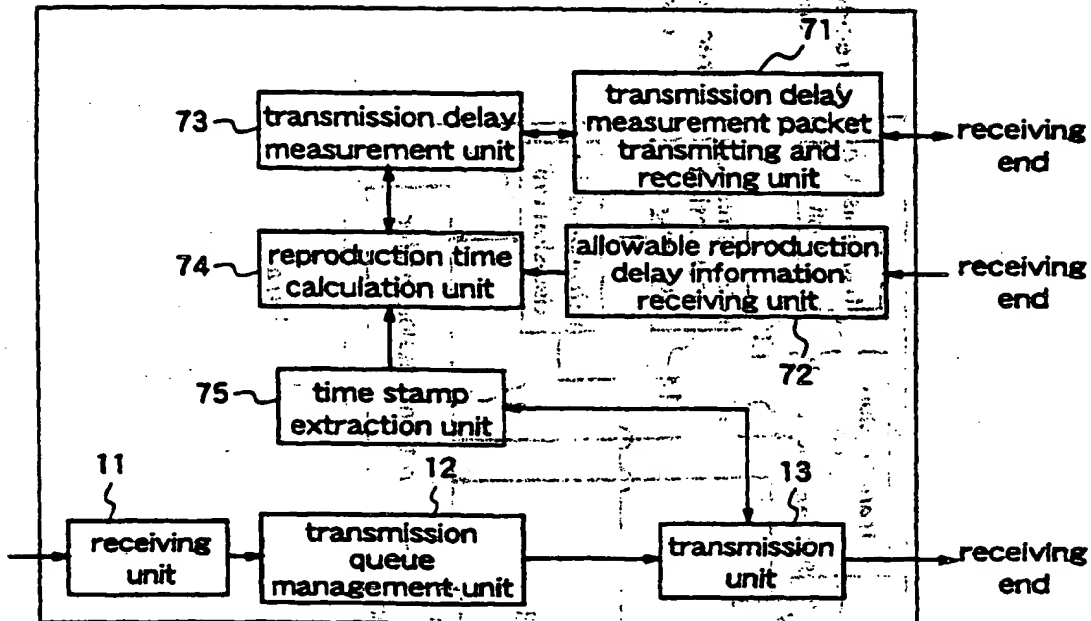 71
73
transmission delay
measurement unit
transmission delay
measurement packet
transmitting and
receiving unit
receiving
end
74
reproduction time
calculation unit
allowable reproduction
delay information
receiving unit
receiving
end
72
75
time stamp
extraction unit
11
12
13
receiving
unit
transmission
queue
management unit
transmission
unit
receiving
end